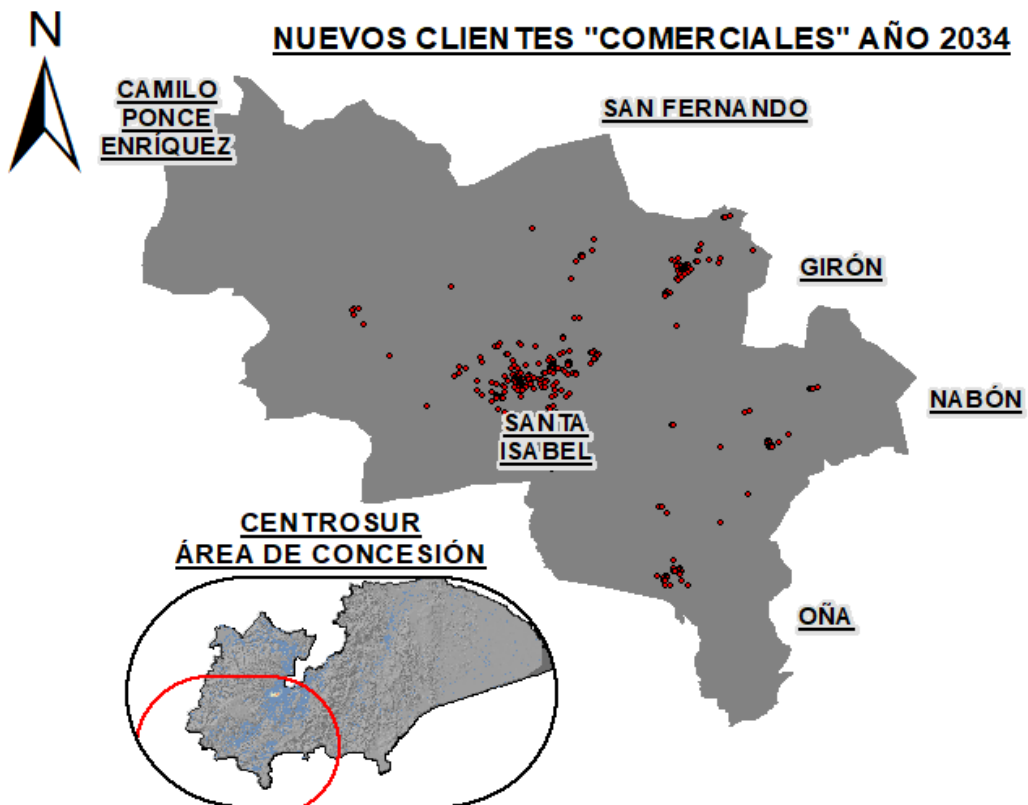 N
NUEVOS CLIENTES "COMERCIALES" AÑO 2034
CAMILO
PONCE
ENRÍQUEZ
SAN FERNANDO
GIRÓN
NABÓN
SANTA
ISABEL
CENTROSUR
ÁREA DE CONCESIÓN
OÑA